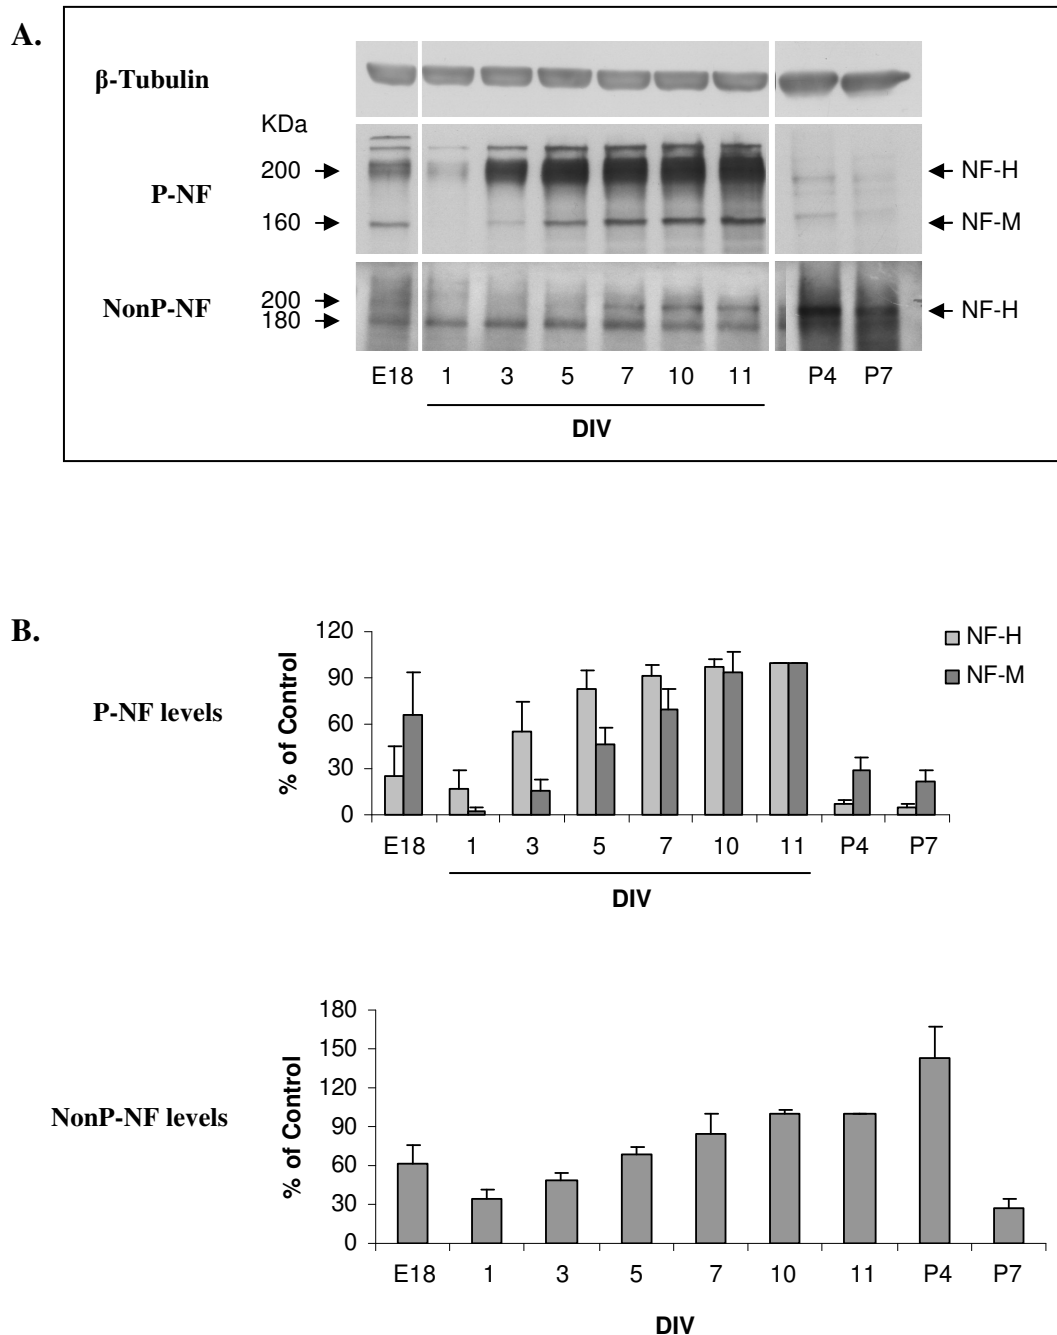 A.
β-Tubulin
KDa
200
NF-H
P-NF
160
NF-M
NonP-NF
200
180
NF-H
E18 1 3 5 7 10 11 P4 P7
DIV
B.
P-NF levels
% of Control
120
90
60
30
0
NF-H
NF-M
E18 1 3 5 7 10 11 P4 P7
DIV
NonP-NF levels
% of Control
180
150
120
90
60
30
0
E18 1 3 5 7 10 11 P4 P7
DIV